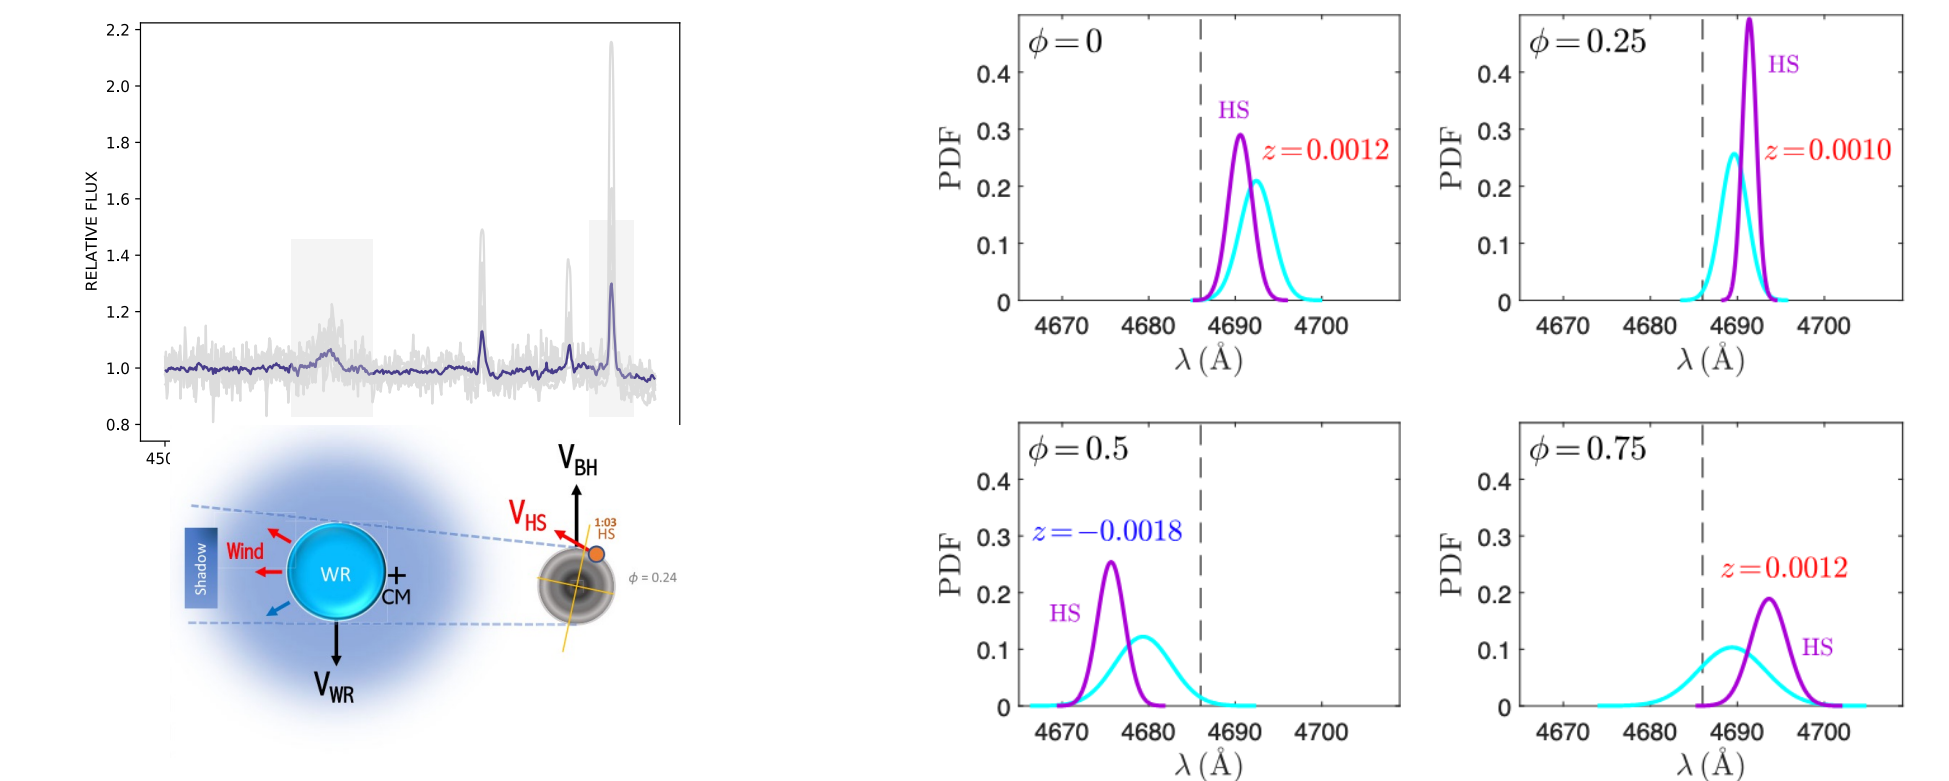 2.2
2.0
1.8
1.6
1.4
1.2
1.0
0.8
RELATIVE FLUX
450
V_BH
V_HS
1:03
HS
Wind
Shadow
WR
+
CM
ϕ = 0.24
V_WR
ϕ = 0
HS
z = 0.0012
0.4
0.3
0.2
0.1
0
PDF
4670 4680 4690 4700
λ (Å)
ϕ = 0.25
HS
z = 0.0010
0.4
0.3
0.2
0.1
0
PDF
4670 4680 4690 4700
λ (Å)
ϕ = 0.5
z = −0.0018
HS
0.4
0.3
0.2
0.1
0
PDF
4670 4680 4690 4700
λ (Å)
ϕ = 0.75
z = 0.0012
HS
0.4
0.3
0.2
0.1
0
PDF
4670 4680 4690 4700
λ (Å)